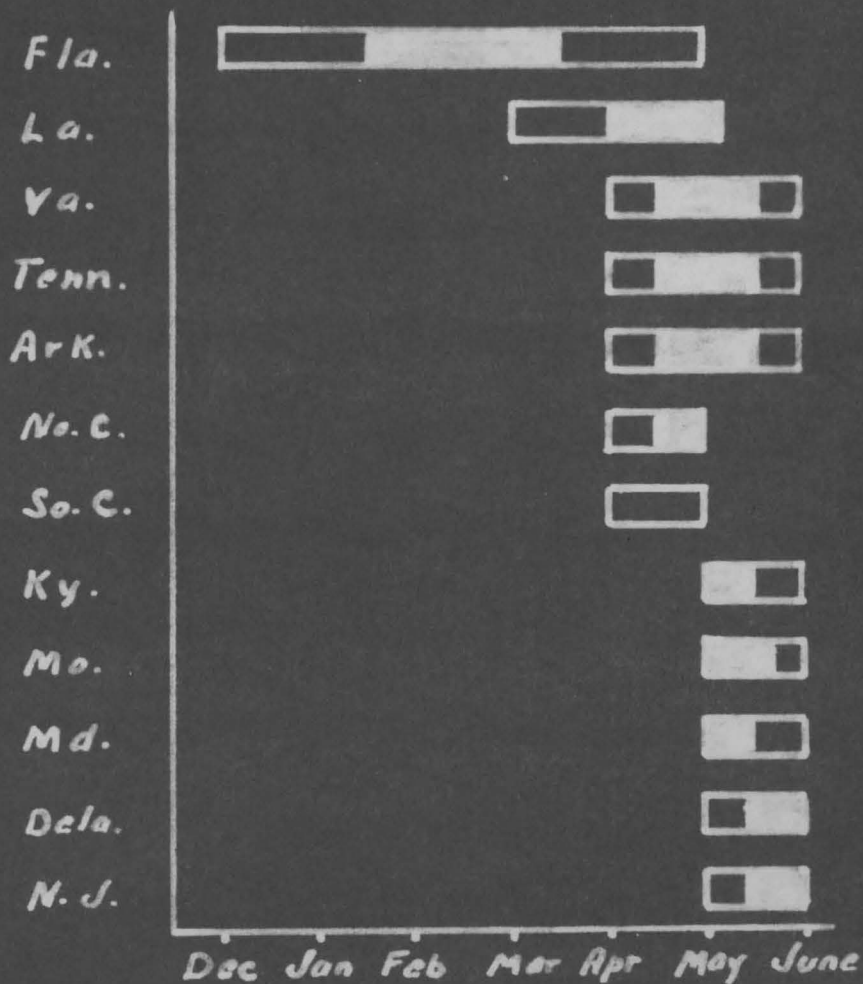 Fla.
La.
Va.
Tenn.
Ark.
No. C.
So. C.
Ky.
Mo.
Md.
Dela.
N. J.
Dec Jan Feb Mar Apr May June